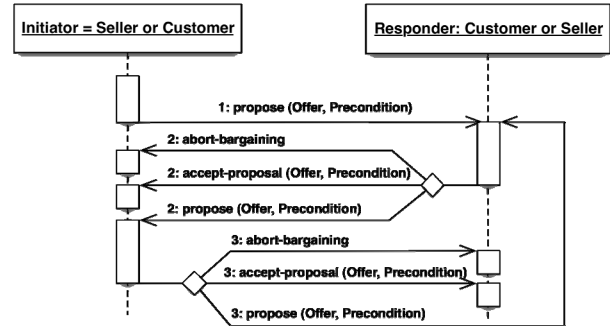 Initiator = Seller or Customer
Responder: Customer or Seller
1: propose (Offer, Precondition)
2: abort-bargaining
2: accept-proposal (Offer, Precondition)
2: propose (Offer, Precondition)
3: abort-bargaining
3: accept-proposal (Offer, Precondition)
3: propose (Offer, Precondition)